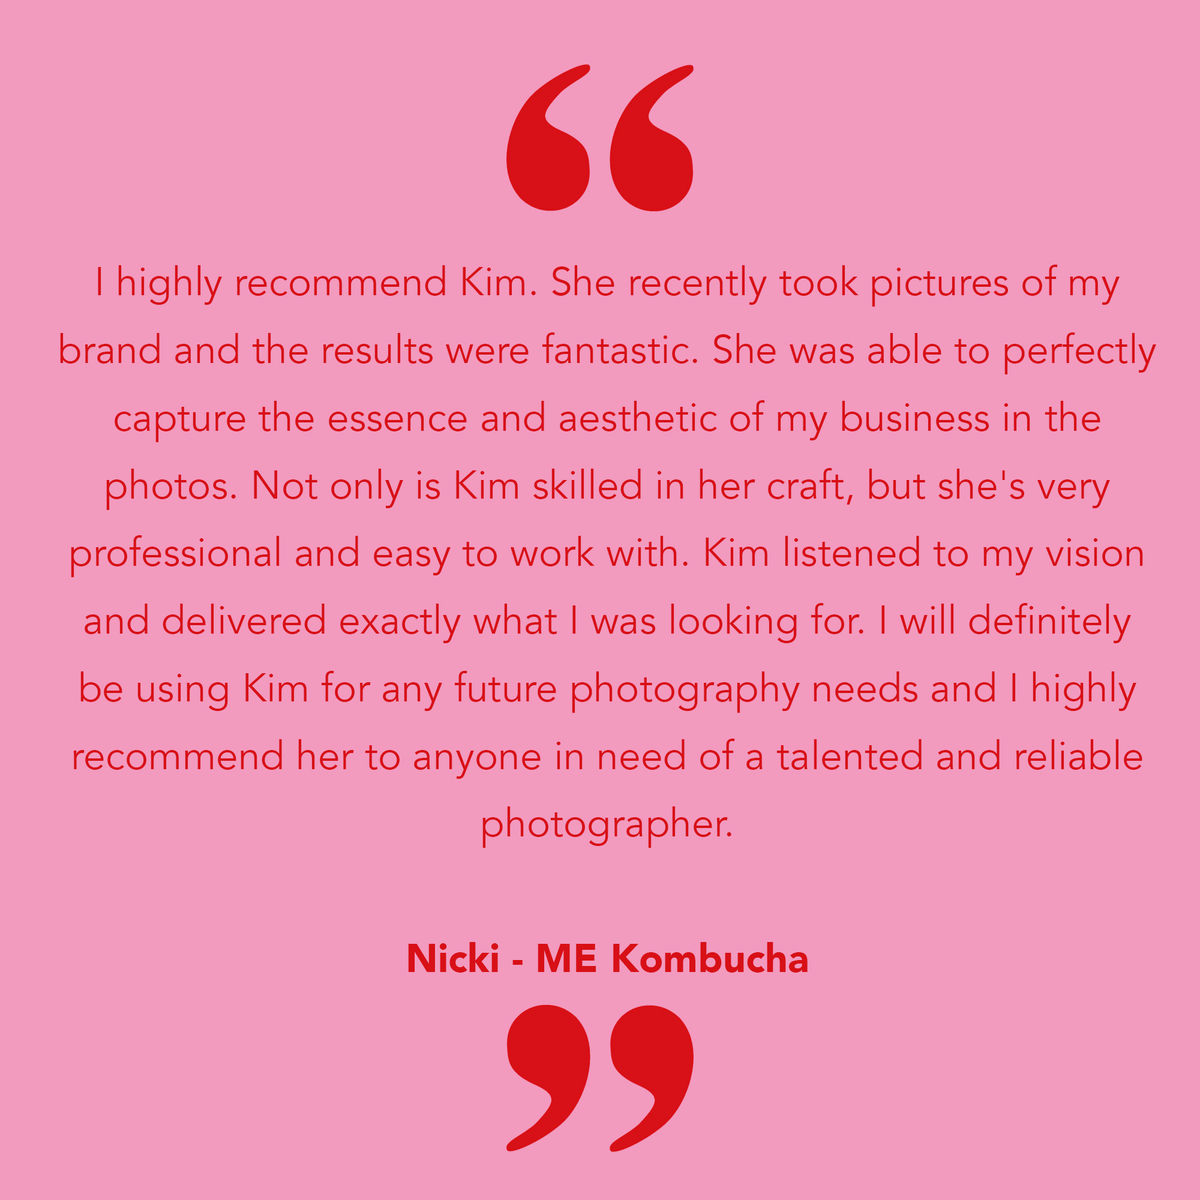 “
I highly recommend Kim. She recently took pictures of my
brand and the results were fantastic. She was able to perfectly
capture the essence and aesthetic of my business in the
photos. Not only is Kim skilled in her craft, but she's very
professional and easy to work with. Kim listened to my vision
and delivered exactly what I was looking for. I will definitely
be using Kim for any future photography needs and I highly
recommend her to anyone in need of a talented and reliable
photographer.
Nicki - ME Kombucha
”